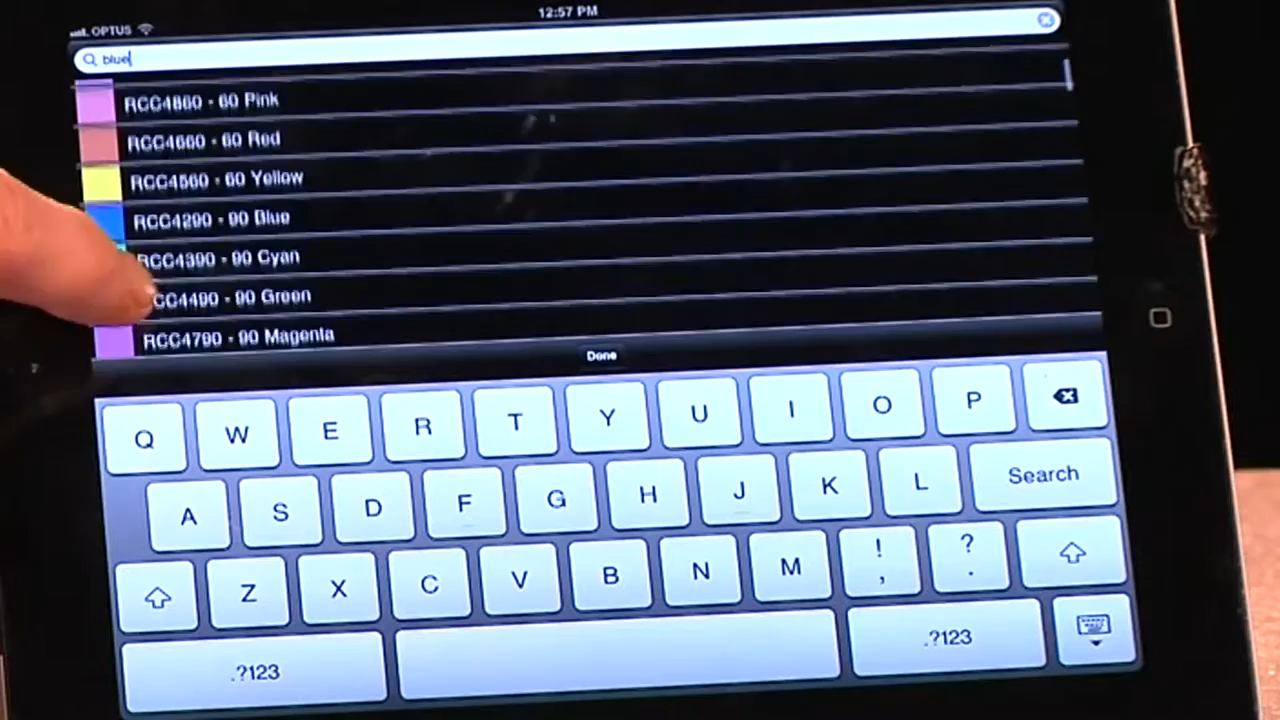 OPTUS
12:57 PM
blue
RCC4860 - 60 Pink
RCC4660 - 60 Red
RCC4560 - 60 Yellow
RCC4290 - 90 Blue
RCC4390 - 90 Cyan
CC4490 - 90 Green
RCC4790 - 90 Magenta
Done
Q W E R T Y U I O P
A S D F G H J K L Search
Z X C V B N M ! , ? .
.?123 .?123